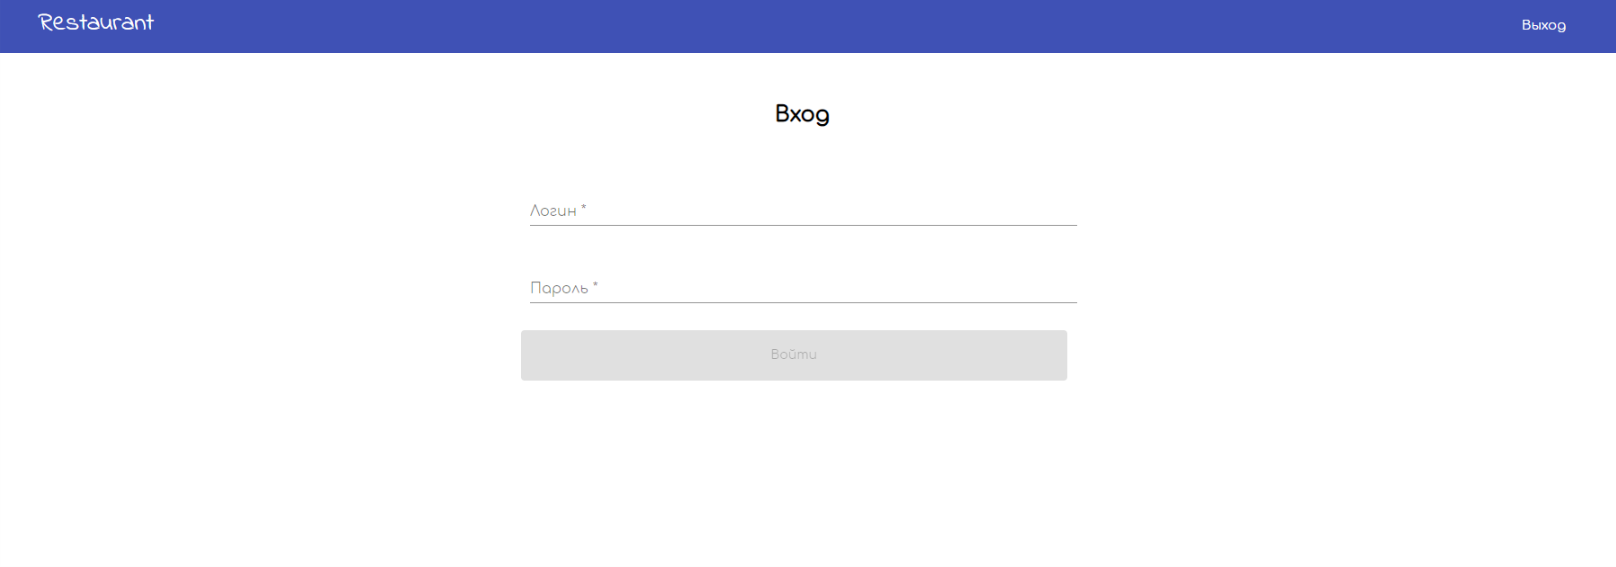 Restaurant
Выход
Вход
Логин *
Пароль *
Войти